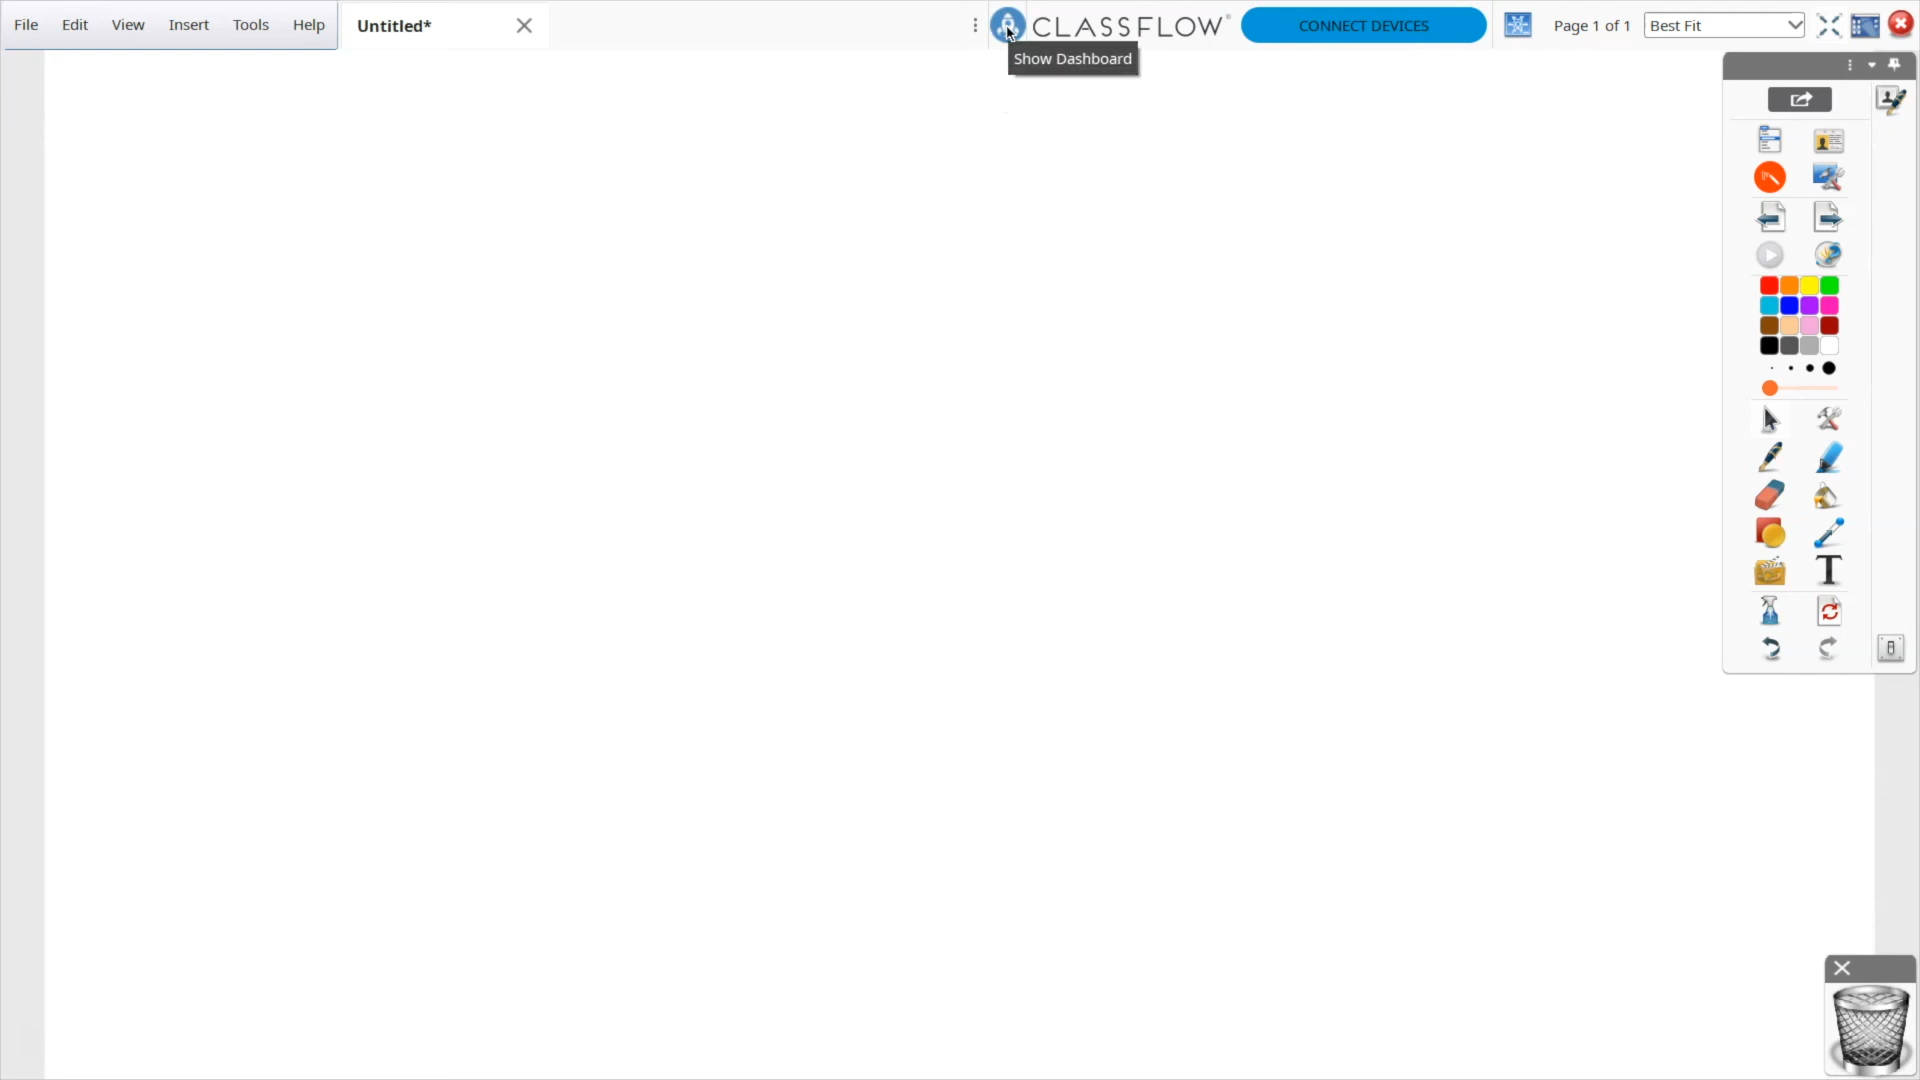 File Edit View Insert Tools Help Untitled* CLASSFLOW® CONNECT DEVICES Page 1 of 1 Best Fit
Show Dashboard
T